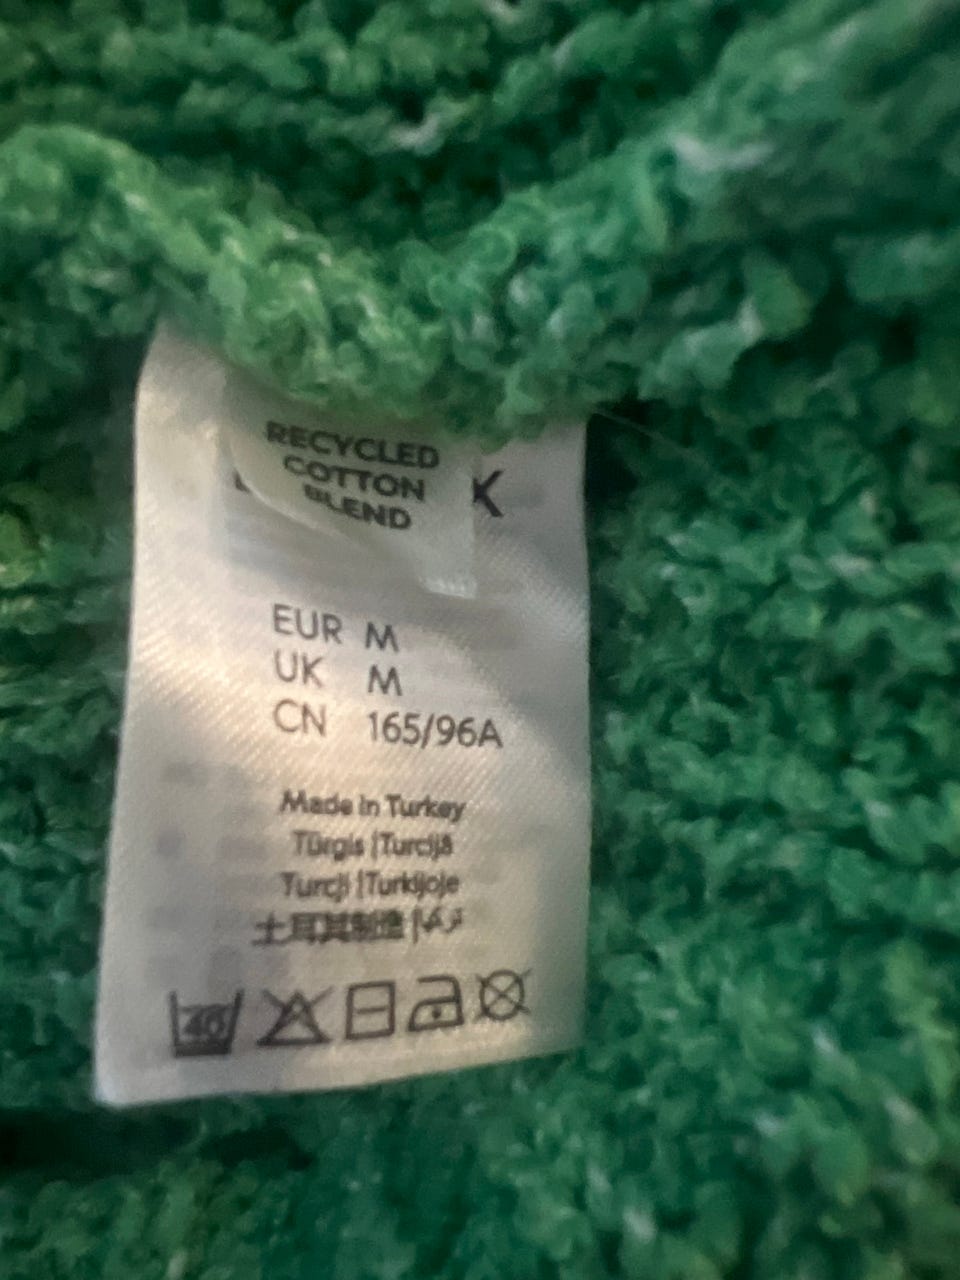 RECYCLED
COTTON
BLEND
K
EUR M
UK M
CN 165/96A
Made in Turkey
Türgis |Turcijā
Turcji |Turkijoje
土耳其制造 |
40